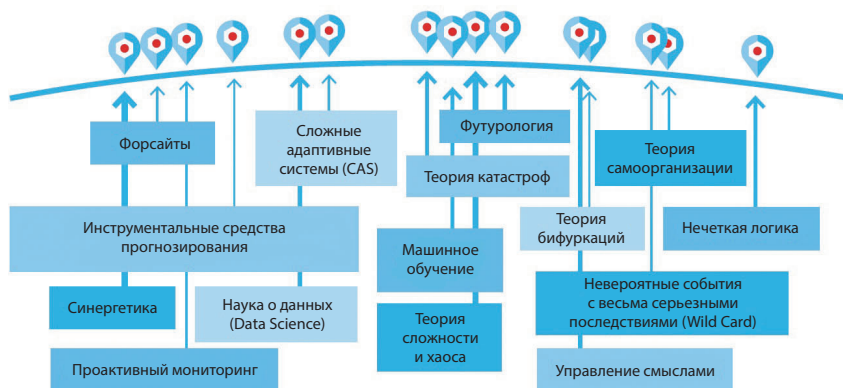 Форсайты
Сложные
адаптивные
системы (CAS)
Футурология
Теория катастроф
Теория
самоорганизации
Инструментальные средства
прогнозирования
Машинное
обучение
Теория
бифуркаций
Нечеткая логика
Синергетика
Наука о данных
(Data Science)
Теория
сложности
и хаоса
Невероятные события
с весьма серьезными
последствиями (Wild Card)
Проактивный мониторинг
Управление смыслами